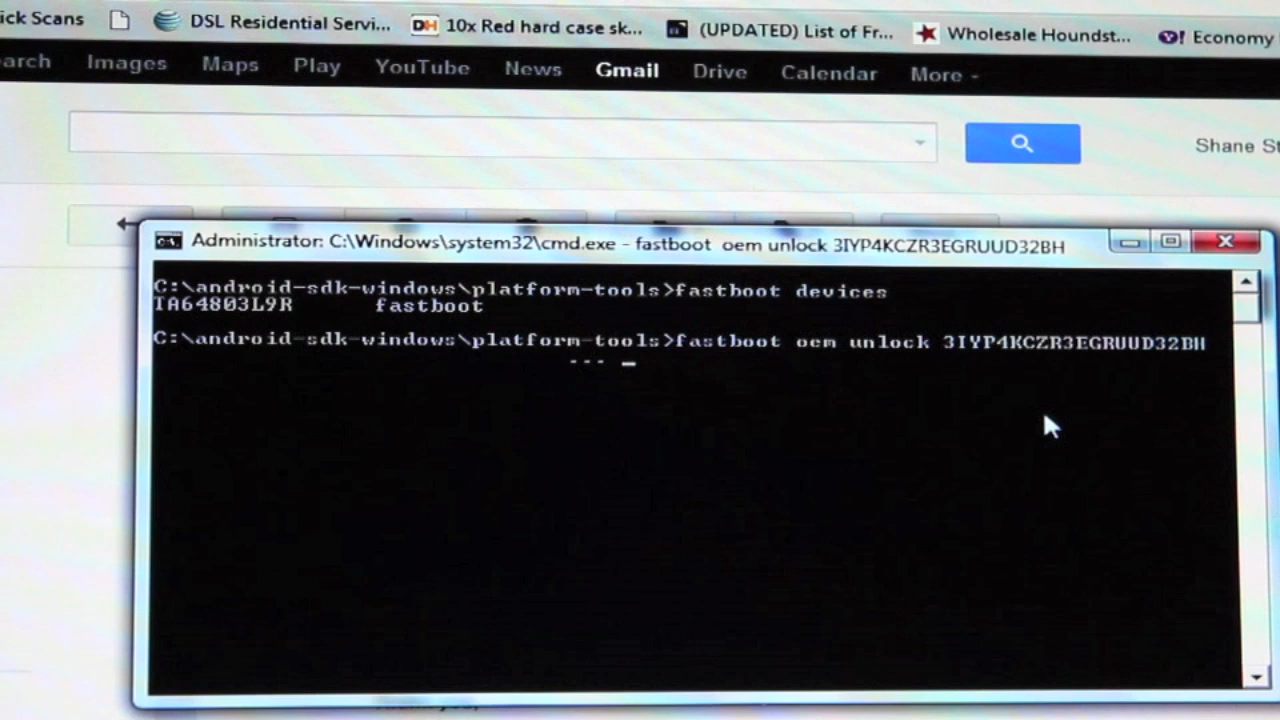 ick Scans DSL Residential Servi... DH 10x Red hard case sk... (UPDATED) List of Fr... Wholesale Houndst... Y! Economy
earch Images Maps Play YouTube News Gmail Drive Calendar More
Shane St
C:\. Administrator: C:\Windows\system32\cmd.exe - fastboot oem unlock 3IYP4KCZR3EGRUUD32BH
C:\android-sdk-windows\platform-tools>fastboot devices
TA64803L9R fastboot
C:\android-sdk-windows\platform-tools>fastboot oem unlock 3IYP4KCZR3EGRUUD32BH
--- _